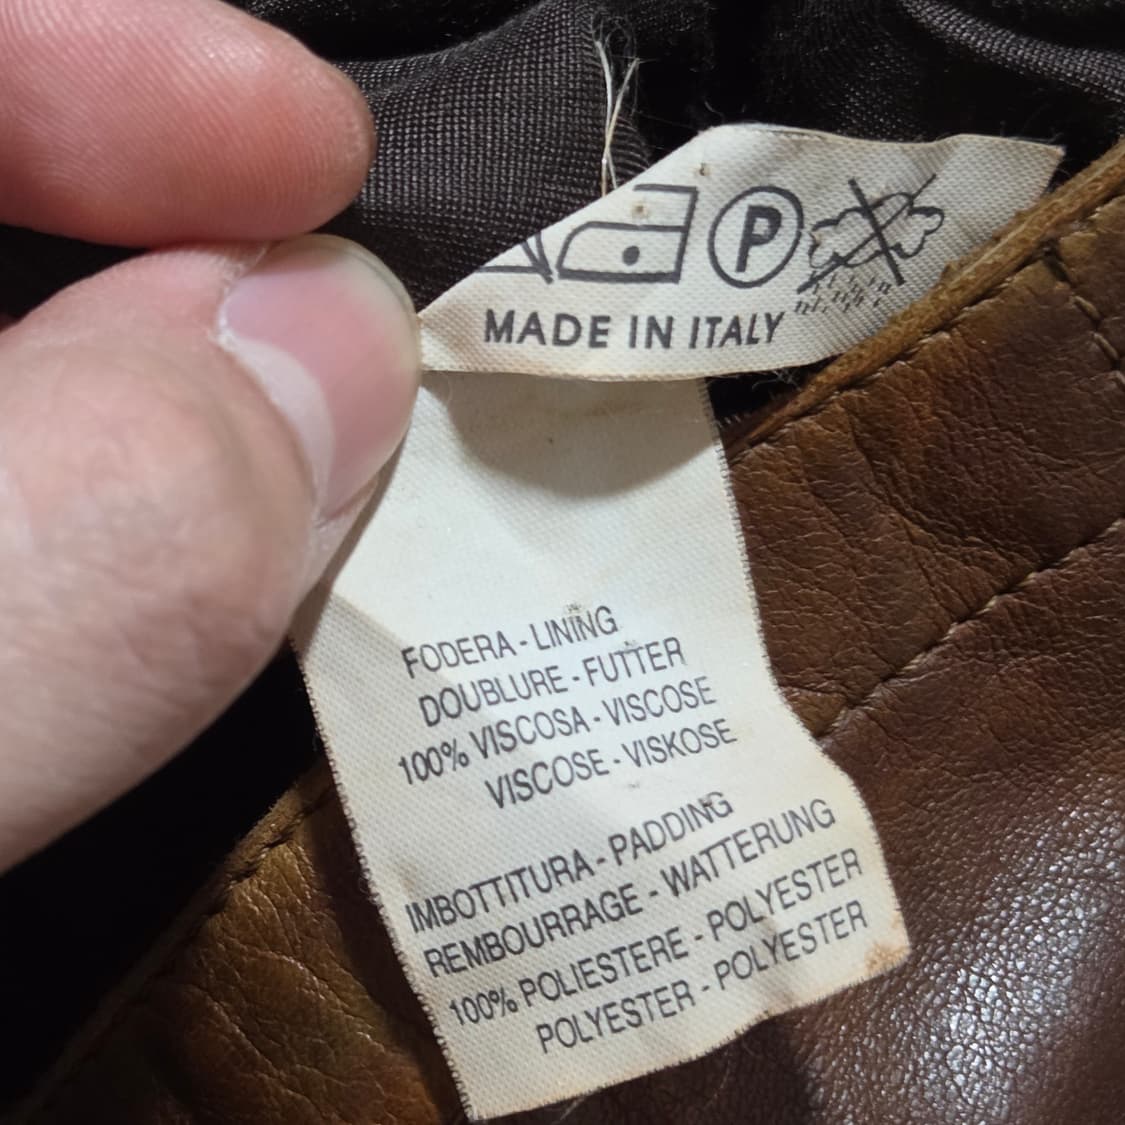 P
MADE IN ITALY
FODERA - LINING
DOUBLURE - FUTTER
100% VISCOSA - VISCOSE
VISCOSE - VISKOSE
IMBOTTITURA - PADDING
REMBOURRAGE - WATTERUNG
100% POLIESTERE - POLYESTER
POLYESTER - POLYESTER